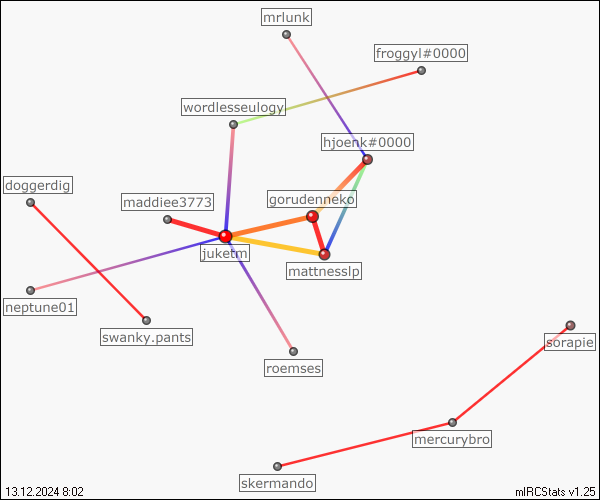 mrlunk
froggyl#0000
wordlesseulogy
hjoenk#0000
doggerdig
maddiee3773
gorudenneko
juketm
mattnesslp
neptune01
swanky.pants
roemses
sorapie
mercurybro
skermando
13.12.2024 8:02
mIRCStats v1.25